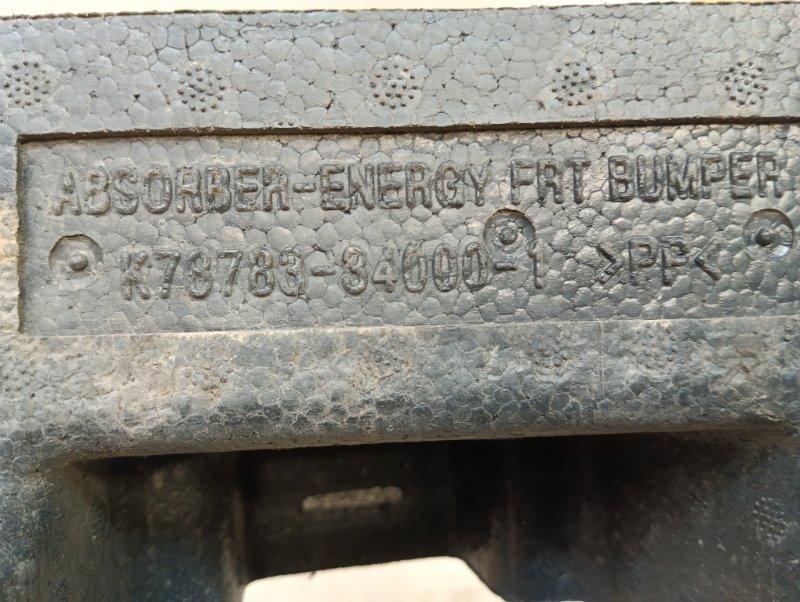 ABSORBER-ENERGY FRT BUMPER
K78783-34000-1 >PP<